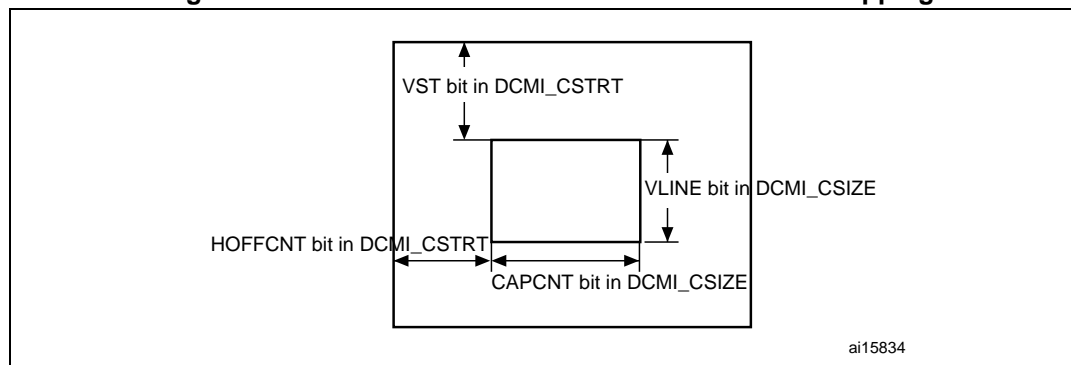 VST bit in DCMI_CSTRT
VLINE bit in DCMI_CSIZE
HOFFCNT bit in DCMI_CSTRT
CAPCNT bit in DCMI_CSIZE
ai15834